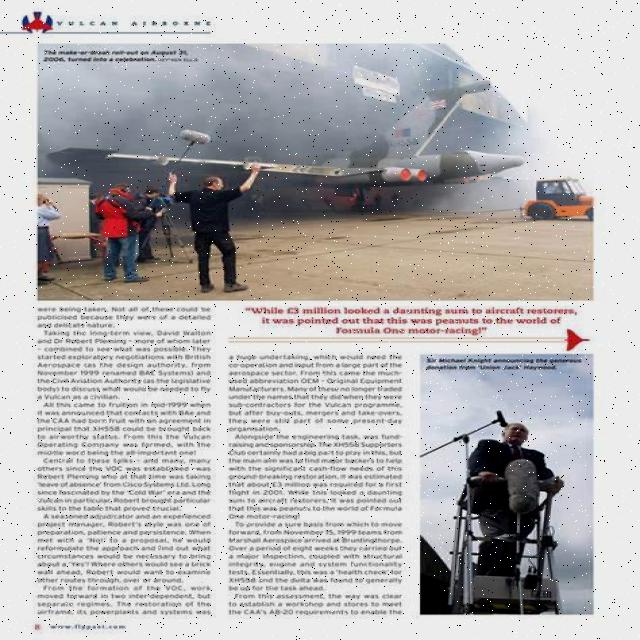 VULCAN AIRBORNE
The make-or-break roll-out on August 31,
2006, turned into a celebration.
were being taken. Not all of these could be
publicised because they were of a detailed
and delicate nature.
Taking the long-term view, David Walton
and Dr Robert Pleming - more of whom later
- combined to see what was possible. They
started exploratory negotiations with British
Aerospace (as the design authority, from
November 1999 renamed BAE Systems) and
the Civil Aviation Authority (as the legislative
body) to discuss what would be needed to fly
a Vulcan as a civilian.
All this came to fruition in mid-1999 when
it was announced that contacts with BAe and
the CAA had born fruit with an agreement in
principal that XH558 could be brought back
to airworthy status. From this the Vulcan
Operating Company was formed, with the
middle word being the all-important one!
Central to these talks - and many, many
others since the VOC was established - was
Robert Pleming who at that time was taking
'leave of absence' from Cisco Systems Ltd. Long
since fascinated by the 'Cold War' era and the
Vulcan in particular, Robert brought particular
skills to the table that proved crucial.
A seasoned adjudicator and an experienced
project manager, Robert's style was one of
preparation, patience and persistence. When
met with a 'No!' to a proposal, he would
reformulate the approach and find out what
circumstances would be necessary to bring
about a 'Yes'! Where others would see a brick
wall ahead, Robert would want to examine
other routes through, over or around.
From the formation of the VOC, work
moved forward in two inter-dependent, but
separate regimes. The restoration of the
airframe, its powerplants and systems was
"While £3 million looked a daunting sum to aircraft restorers,
it was pointed out that this was peanuts to the world of
Formula One motor-racing!"
a huge undertaking, which would need the
co-operation and input from a large part of the
aerospace sector. From this came the much-
used abbreviation OEM - Original Equipment
Manufacturers. Many of these no longer traded
under the names that they did when they were
sub-contractors for the Vulcan programme,
but after buy-outs, mergers and take-overs,
they were still part of some present-day
organisation.
Alongside the engineering task, was fund-
raising and sponsorship. The XH558 Supporters
Club certainly had a big part to play in this, but
the main aim was to find major backers to help
with the significant cash-flow needs of this
ground-breaking restoration. It was estimated
that about £3 million was required for a first
flight in 2001. While this looked a daunting
sum to aircraft restorers, it was pointed out
that this was peanuts to the world of Formula
One motor-racing!
To provide a sure basis from which to move
forward, from November 15, 1999 teams from
Marshall Aerospace arrived at Bruntingthorpe.
Over a period of eight weeks they carried out
a major inspection, coupled with structural
integrity, engine and system functionality
tests. Essentially, this was a 'health check' for
XH558 and the delta was found to generally
be up for the task ahead.
From this assessment, the way was clear
to establish a workshop and stores to meet
the CAA's A8-20 requirements to enable the
Sir Michael Knight announcing the generous
donation from 'Union Jack' Hayward.
8 www.flypast.com